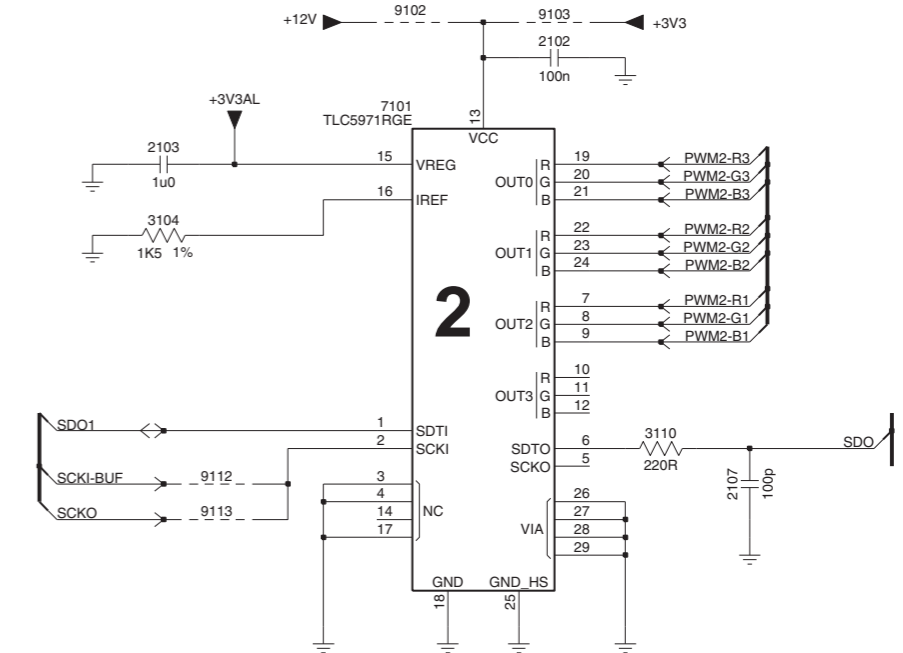 +12V 9102 9103 +3V3
2102
100n
+3V3AL
7101
TLC5971RGE
13
VCC
2103
1u0
15 VREG
16 IREF
3104
1K5 1%
2
OUT0 R 19 PWM2-R3
G 20 PWM2-G3
B 21 PWM2-B3
OUT1 R 22 PWM2-R2
G 23 PWM2-G2
B 24 PWM2-B2
OUT2 R 7 PWM2-R1
G 8 PWM2-G1
B 9 PWM2-B1
OUT3 R 10
G 11
B 12
SDO1 1 SDTI
2 SCKI
SCKI-BUF 9112
SCKO 9113
3
4
14 NC
17
SDTO 6 3110 SDO
220R
SCKO 5
2107
100p
26
27
VIA 28
29
GND GND_HS
18 25